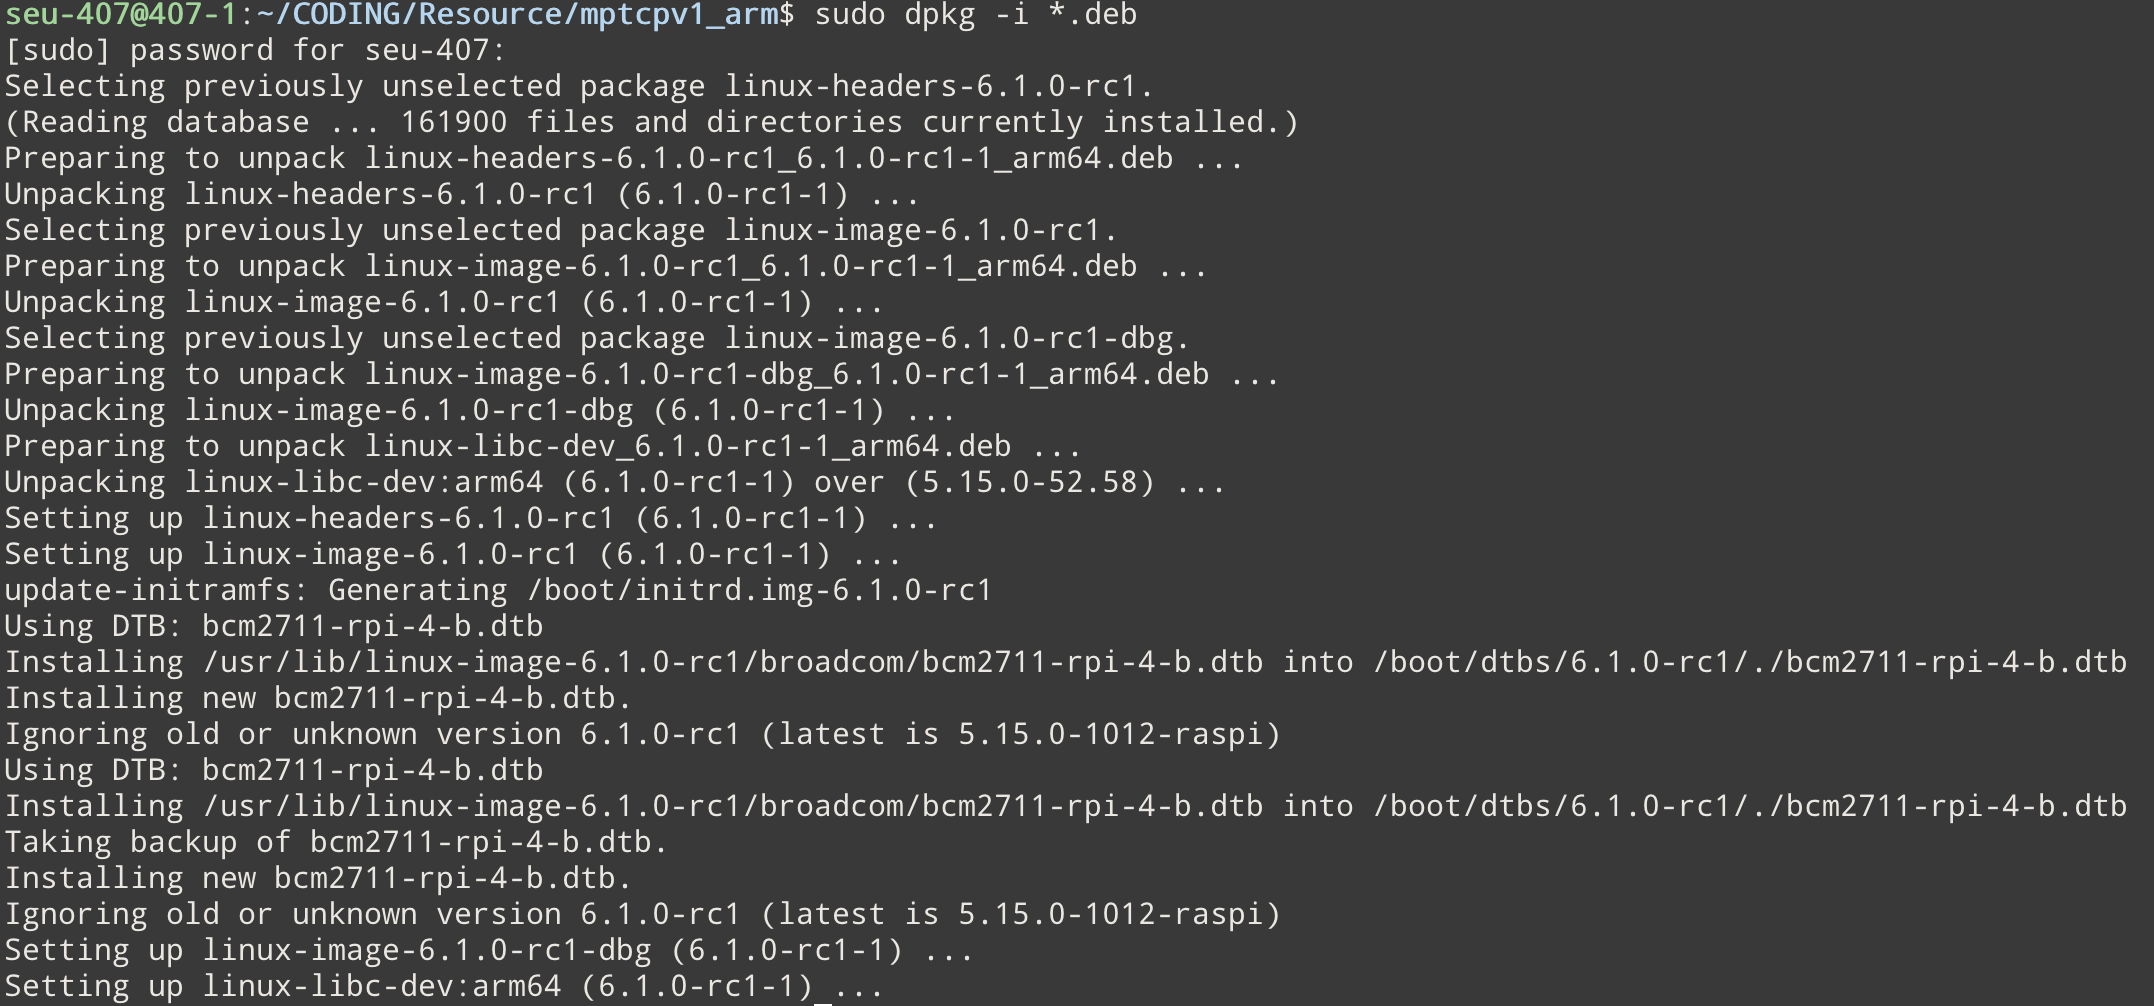 seu-407@407-1:~/CODING/Resource/mptcpv1_arm$ sudo dpkg -i *.deb
[sudo] password for seu-407:
Selecting previously unselected package linux-headers-6.1.0-rc1.
(Reading database ... 161900 files and directories currently installed.)
Preparing to unpack linux-headers-6.1.0-rc1_6.1.0-rc1-1_arm64.deb ...
Unpacking linux-headers-6.1.0-rc1 (6.1.0-rc1-1) ...
Selecting previously unselected package linux-image-6.1.0-rc1.
Preparing to unpack linux-image-6.1.0-rc1_6.1.0-rc1-1_arm64.deb ...
Unpacking linux-image-6.1.0-rc1 (6.1.0-rc1-1) ...
Selecting previously unselected package linux-image-6.1.0-rc1-dbg.
Preparing to unpack linux-image-6.1.0-rc1-dbg_6.1.0-rc1-1_arm64.deb ...
Unpacking linux-image-6.1.0-rc1-dbg (6.1.0-rc1-1) ...
Preparing to unpack linux-libc-dev_6.1.0-rc1-1_arm64.deb ...
Unpacking linux-libc-dev:arm64 (6.1.0-rc1-1) over (5.15.0-52.58) ...
Setting up linux-headers-6.1.0-rc1 (6.1.0-rc1-1) ...
Setting up linux-image-6.1.0-rc1 (6.1.0-rc1-1) ...
update-initramfs: Generating /boot/initrd.img-6.1.0-rc1
Using DTB: bcm2711-rpi-4-b.dtb
Installing /usr/lib/linux-image-6.1.0-rc1/broadcom/bcm2711-rpi-4-b.dtb into /boot/dtbs/6.1.0-rc1/./bcm2711-rpi-4-b.dtb
Installing new bcm2711-rpi-4-b.dtb.
Ignoring old or unknown version 6.1.0-rc1 (latest is 5.15.0-1012-raspi)
Using DTB: bcm2711-rpi-4-b.dtb
Installing /usr/lib/linux-image-6.1.0-rc1/broadcom/bcm2711-rpi-4-b.dtb into /boot/dtbs/6.1.0-rc1/./bcm2711-rpi-4-b.dtb
Taking backup of bcm2711-rpi-4-b.dtb.
Installing new bcm2711-rpi-4-b.dtb.
Ignoring old or unknown version 6.1.0-rc1 (latest is 5.15.0-1012-raspi)
Setting up linux-image-6.1.0-rc1-dbg (6.1.0-rc1-1) ...
Setting up linux-libc-dev:arm64 (6.1.0-rc1-1) ...